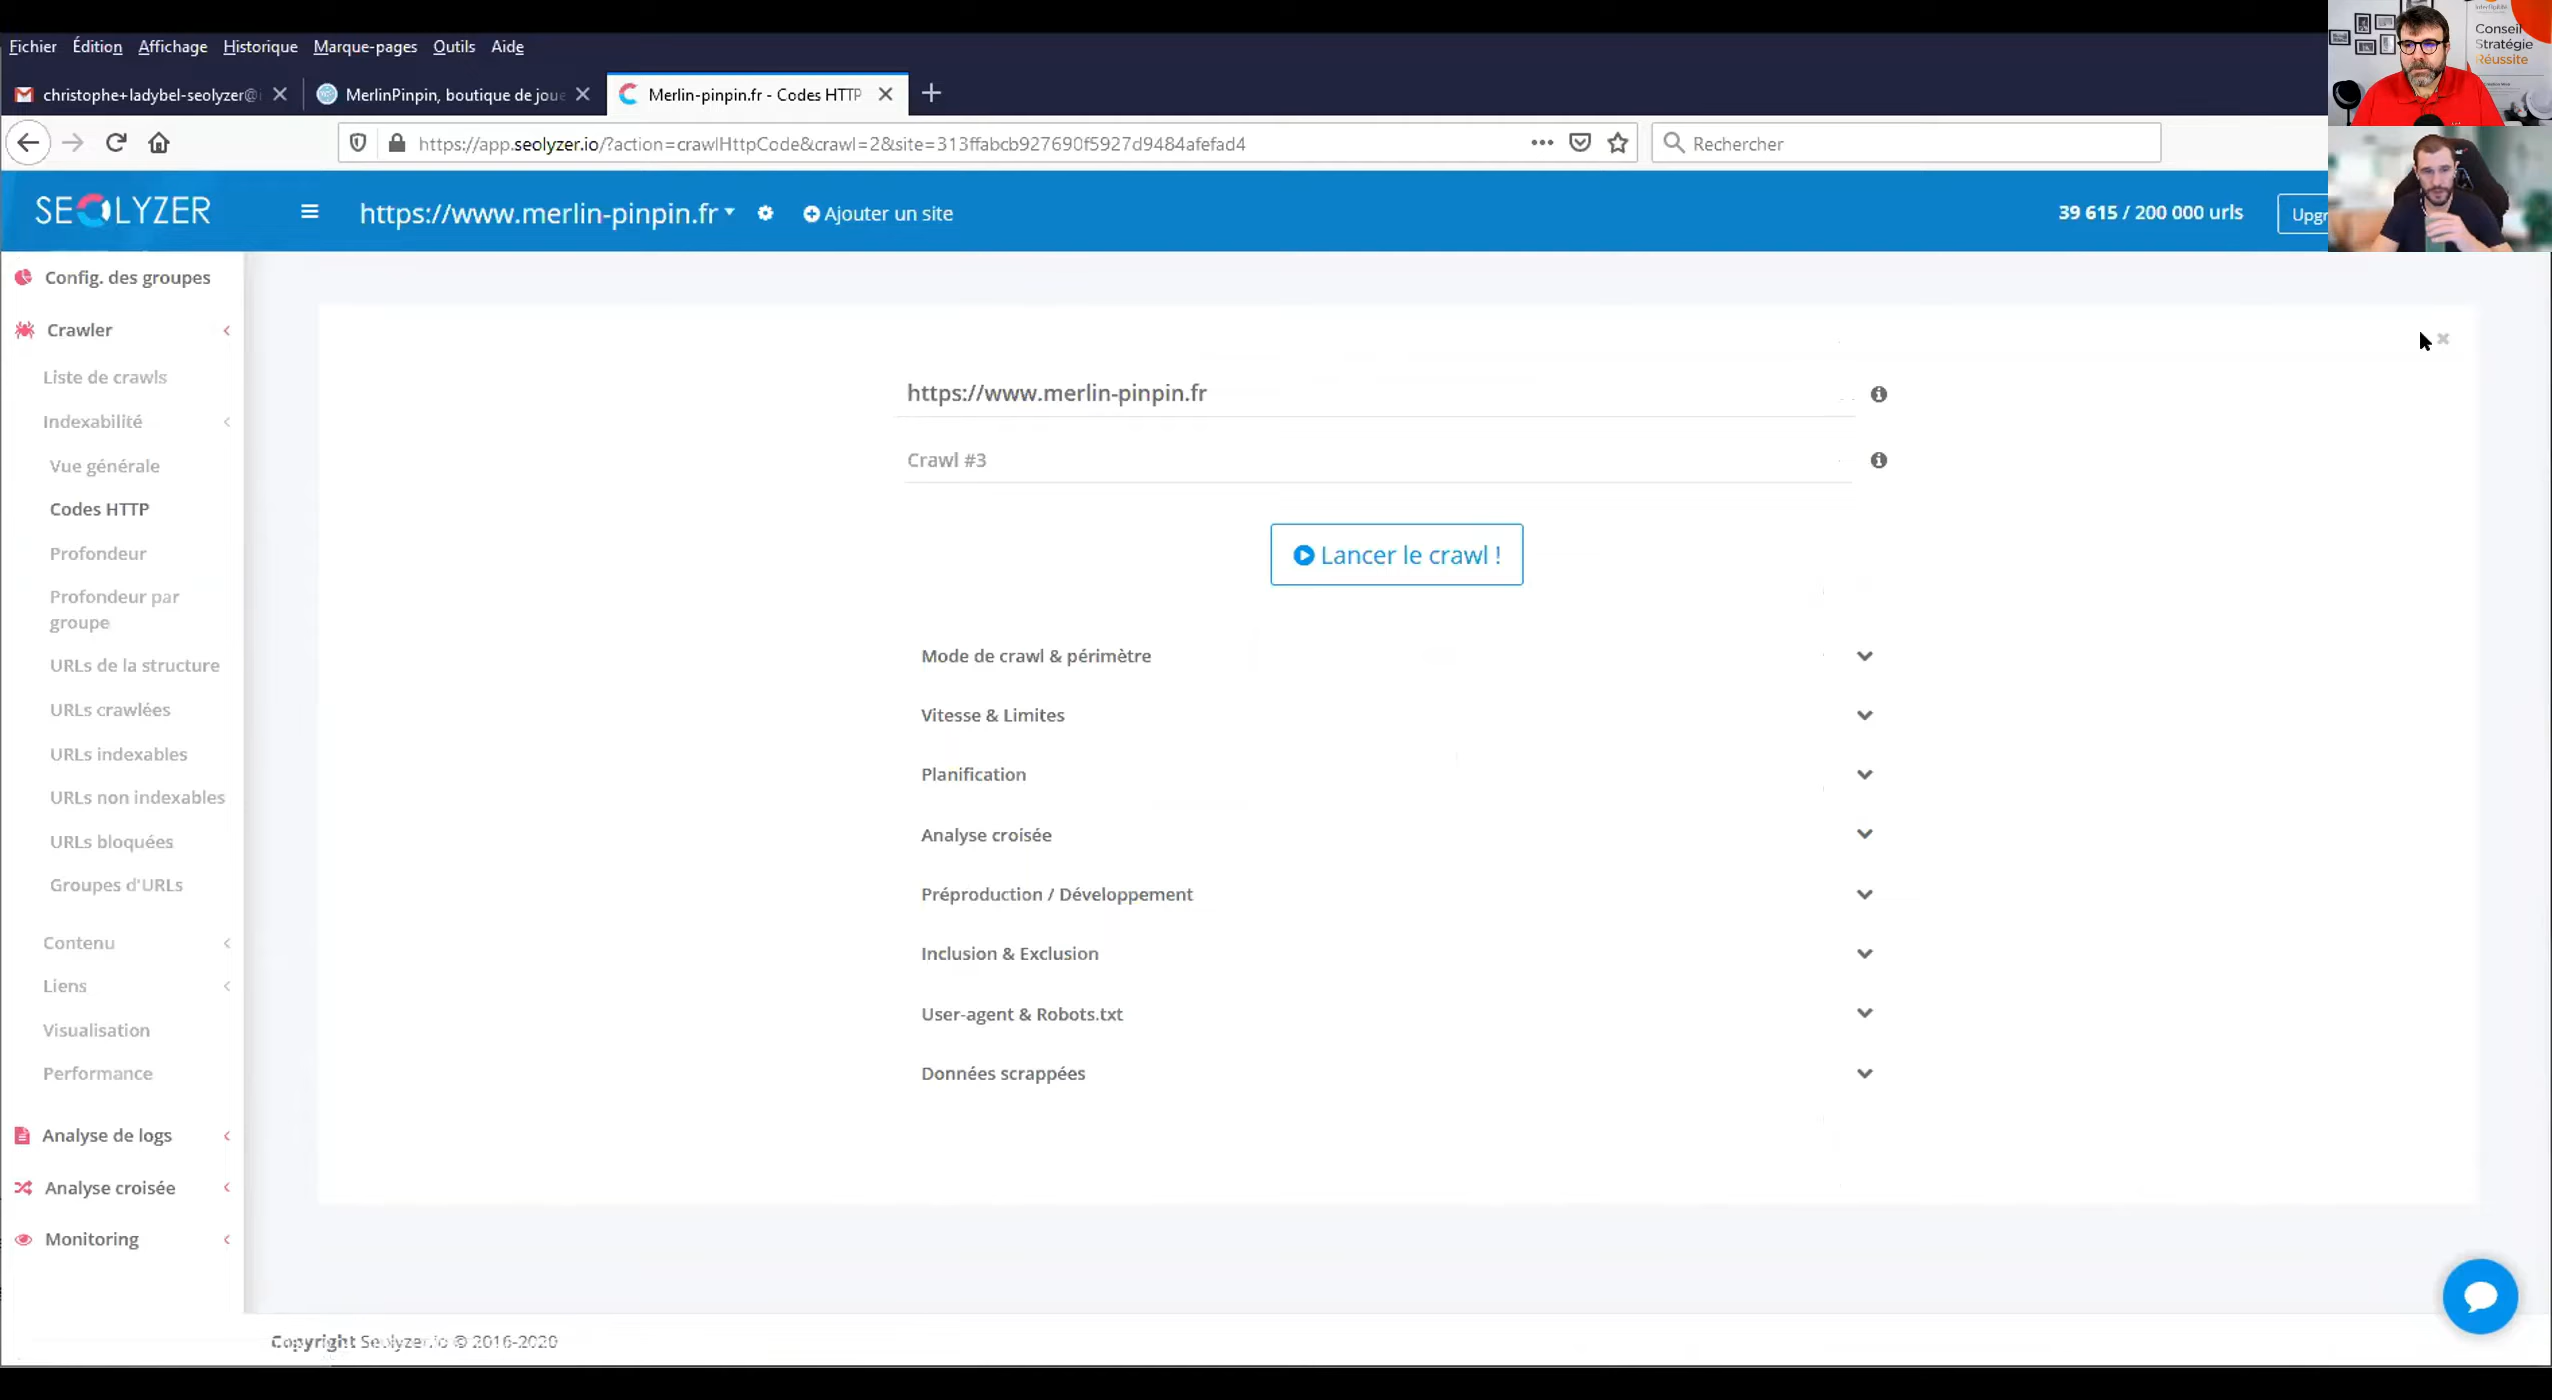 Fichier Édition Affichage Historique Marque-pages Outils Aide
christophe+ladybel-seolyzer@
MerlinPinpin, boutique de joue
Merlin-pinpin.fr - Codes HTTP
https://app.seolyzer.io/?action=crawlHttpCode&crawl=2&site=313ffabcb927690f5927d9484afefad4
Rechercher
Conseil
Stratégie
Réussite
SEOLYZER
https://www.merlin-pinpin.fr
Ajouter un site
39 615 / 200 000 urls
Upgr
Config. des groupes
Crawler
Liste de crawls
Indexabilité
Vue générale
Codes HTTP
Profondeur
Profondeur par
groupe
URLs de la structure
URLs crawlées
URLs indexables
URLs non indexables
URLs bloquées
Groupes d'URLs
Contenu
Liens
Visualisation
Performance
Analyse de logs
Analyse croisée
Monitoring
https://www.merlin-pinpin.fr
Crawl #3
Lancer le crawl !
Mode de crawl & périmètre
Vitesse & Limites
Planification
Analyse croisée
Préproduction / Développement
Inclusion & Exclusion
User-agent & Robots.txt
Données scrappées
Copyright Seolyzer.io © 2016-2020